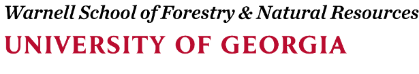 Warnell School of Forestry & Natural Resources
UNIVERSITY OF GEORGIA